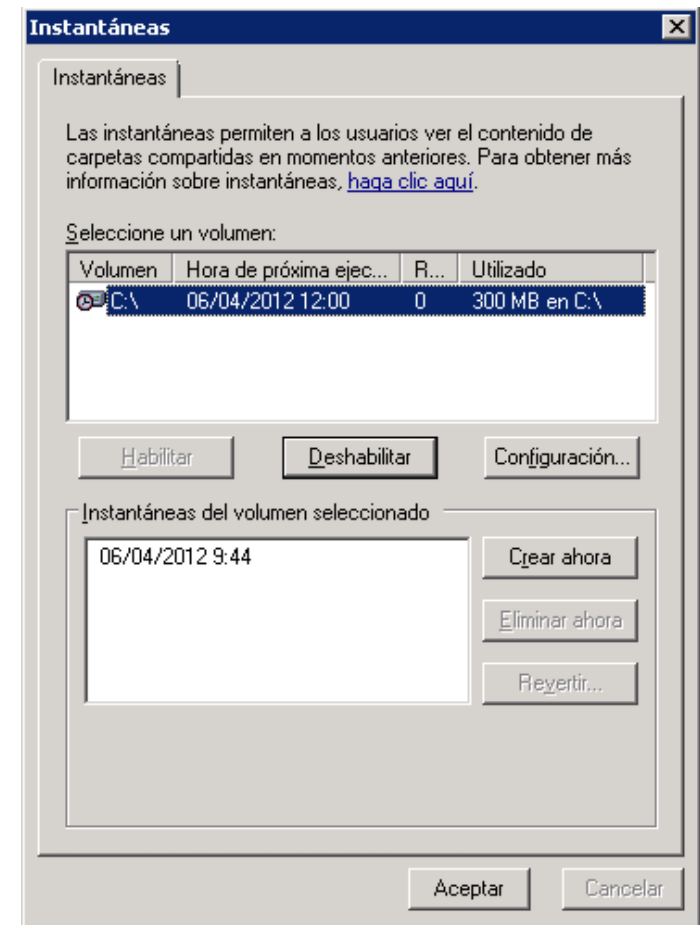 Instantáneas
Instantáneas
Las instantáneas permiten a los usuarios ver el contenido de
carpetas compartidas en momentos anteriores. Para obtener más
información sobre instantáneas, haga clic aquí.
Seleccione un volumen:
Volumen Hora de próxima ejec... R... Utilizado
C:\ 06/04/2012 12:00 0 300 MB en C:\
Habilitar Deshabilitar Configuración...
Instantáneas del volumen seleccionado
06/04/2012 9:44
Crear ahora
Eliminar ahora
Revertir...
Aceptar Cancelar